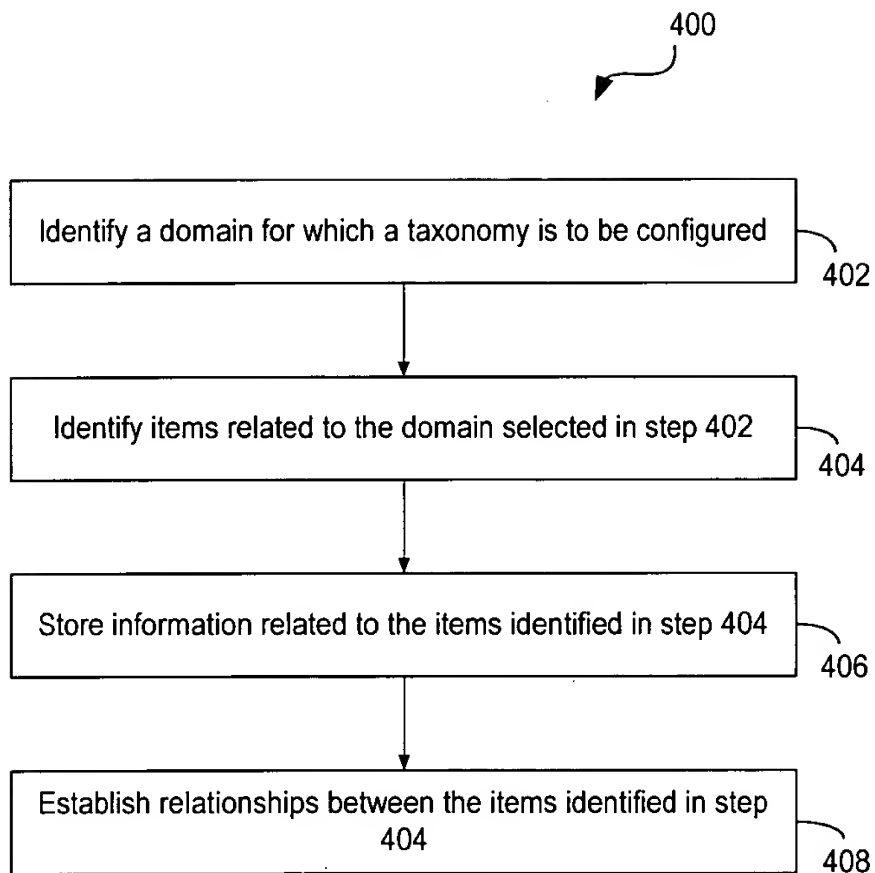 400
Identify a domain for which a taxonomy is to be configured
402
Identify items related to the domain selected in step 402
404
Store information related to the items identified in step 404
406
Establish relationships between the items identified in step
404
408